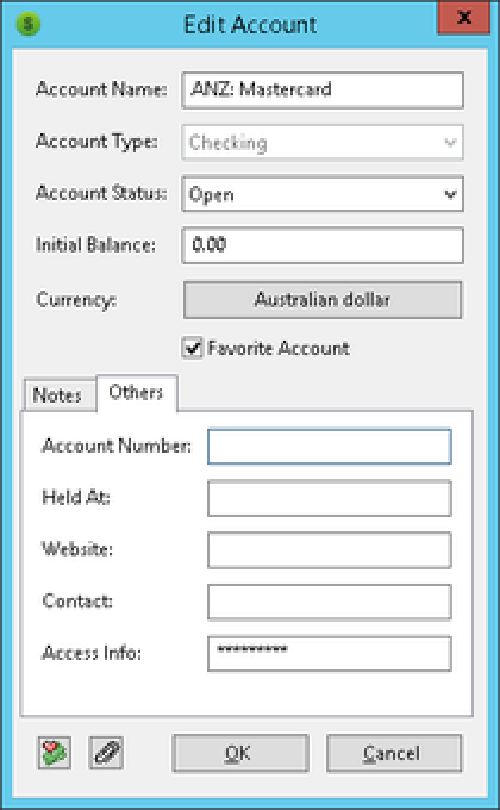 Edit Account
Account Name: ANZ: Mastercard
Account Type: Checking
Account Status: Open
Initial Balance: 0.00
Currency: Australian dollar
Favorite Account
Notes Others
Account Number:
Held At:
Website:
Contact:
Access Info: *********
OK Cancel